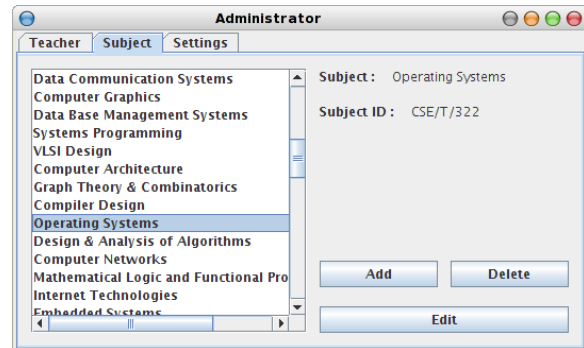 Administrator
Teacher Subject Settings
Data Communication Systems
Computer Graphics
Data Base Management Systems
Systems Programming
VLSI Design
Computer Architecture
Graph Theory & Combinatorics
Compiler Design
Operating Systems
Design & Analysis of Algorithms
Computer Networks
Mathematical Logic and Functional Pro
Internet Technologies
Embedded Systems
Subject : Operating Systems
Subject ID : CSE/T/322
Add Delete
Edit